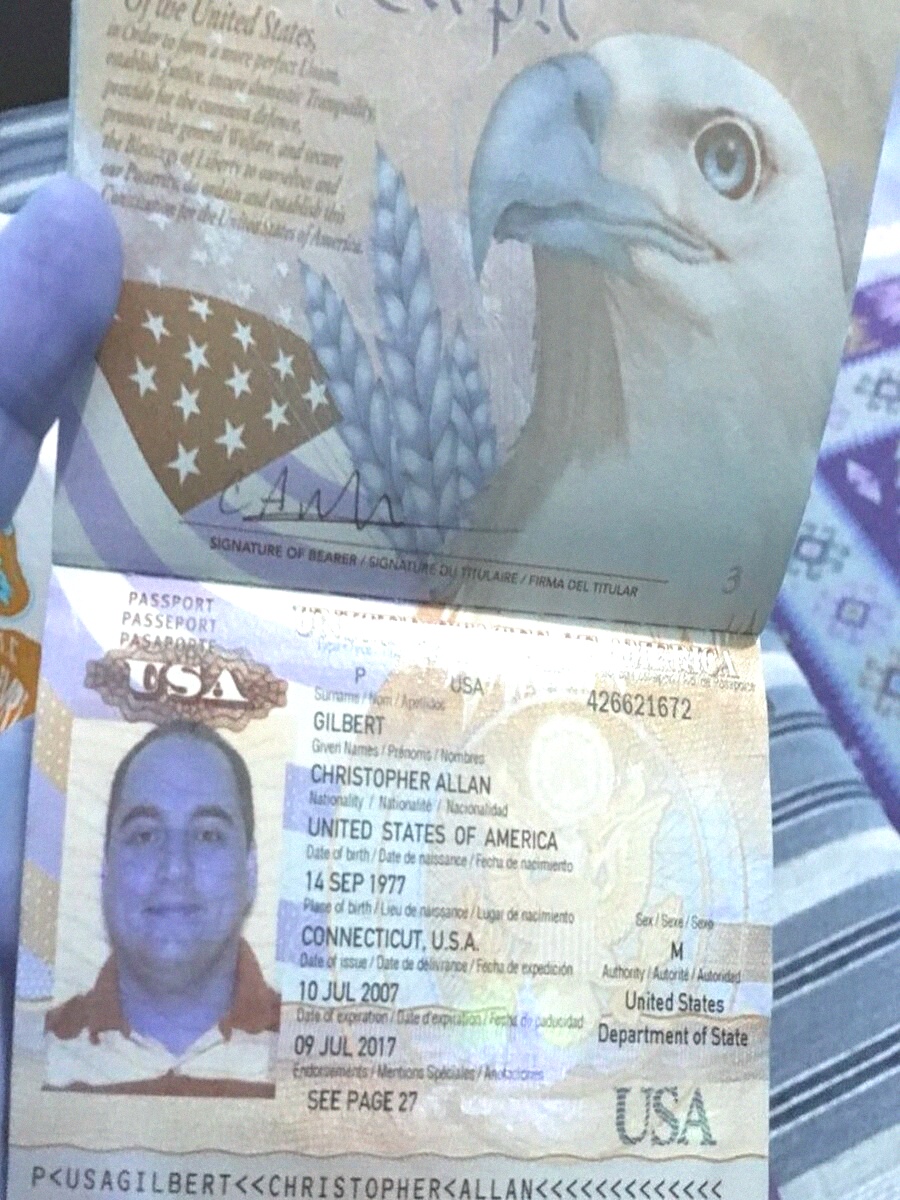 Of the United States,
in Order to form a more perfect Union,
establish Justice, insure domestic Tranquility,
provide for the common defence,
promote the general Welfare, and secure
the Blessings of Liberty to ourselves and
our Posterity, do ordain and establish this
Constitution for the United States of America.
SIGNATURE OF BEARER / SIGNATURE DU TITULAIRE / FIRMA DEL TITULAR
3
PASSPORT
PASSEPORT
PASAPORTE
USA
P
USA
426621672
Surname / Nom / Apellidos
GILBERT
Given Names / Prénoms / Nombres
CHRISTOPHER ALLAN
Nationality / Nationalité / Nacionalidad
UNITED STATES OF AMERICA
Date of birth / Date de naissance / Fecha de nacimiento
14 SEP 1977
Place of birth / Lieu de naissance / Lugar de nacimiento
CONNECTICUT, U.S.A.
Sex / Sexe / Sexo
M
Date of issue / Date de délivrance / Fecha de expedición
10 JUL 2007
Authority / Autorité / Autoridad
United States
Department of State
Date of expiration / Date d'expiration / Fecha de caducidad
09 JUL 2017
Endorsements / Mentions Spéciales / Anotaciones
SEE PAGE 27
USA
P<USAGILBERT<<CHRISTOPHER<ALLAN<<<<<<<<<<<<<